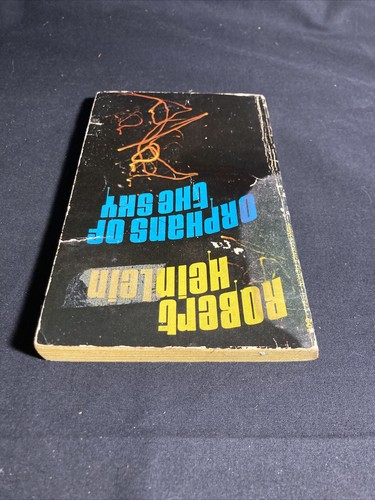 Robert
Heinlein
Orphans of
the Sky